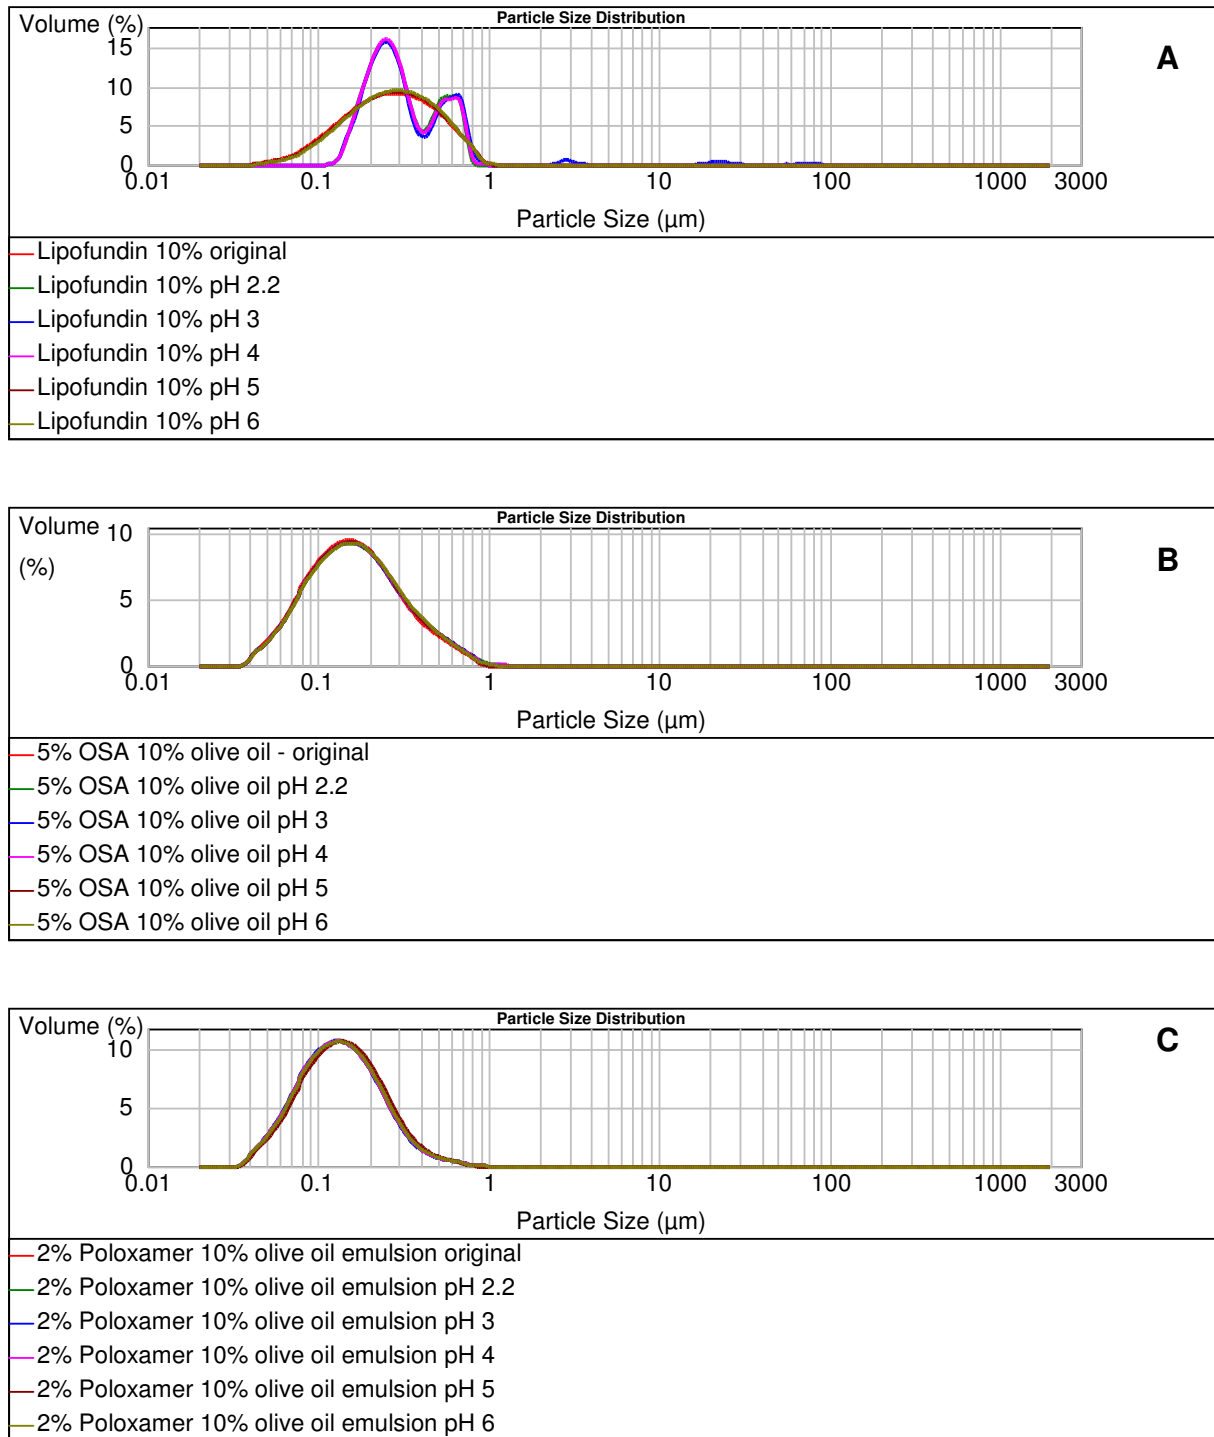 Particle Size Distribution
Volume (%)
A
15
10
5
0
0.01 0.1 1 10 100 1000 3000
Particle Size (µm)
Lipofundin 10% original
Lipofundin 10% pH 2.2
Lipofundin 10% pH 3
Lipofundin 10% pH 4
Lipofundin 10% pH 5
Lipofundin 10% pH 6
Particle Size Distribution
Volume
(%)
B
10
5
0
0.01 0.1 1 10 100 1000 3000
Particle Size (µm)
5% OSA 10% olive oil - original
5% OSA 10% olive oil pH 2.2
5% OSA 10% olive oil pH 3
5% OSA 10% olive oil pH 4
5% OSA 10% olive oil pH 5
5% OSA 10% olive oil pH 6
Particle Size Distribution
Volume (%)
C
10
5
0
0.01 0.1 1 10 100 1000 3000
Particle Size (µm)
2% Poloxamer 10% olive oil emulsion original
2% Poloxamer 10% olive oil emulsion pH 2.2
2% Poloxamer 10% olive oil emulsion pH 3
2% Poloxamer 10% olive oil emulsion pH 4
2% Poloxamer 10% olive oil emulsion pH 5
2% Poloxamer 10% olive oil emulsion pH 6